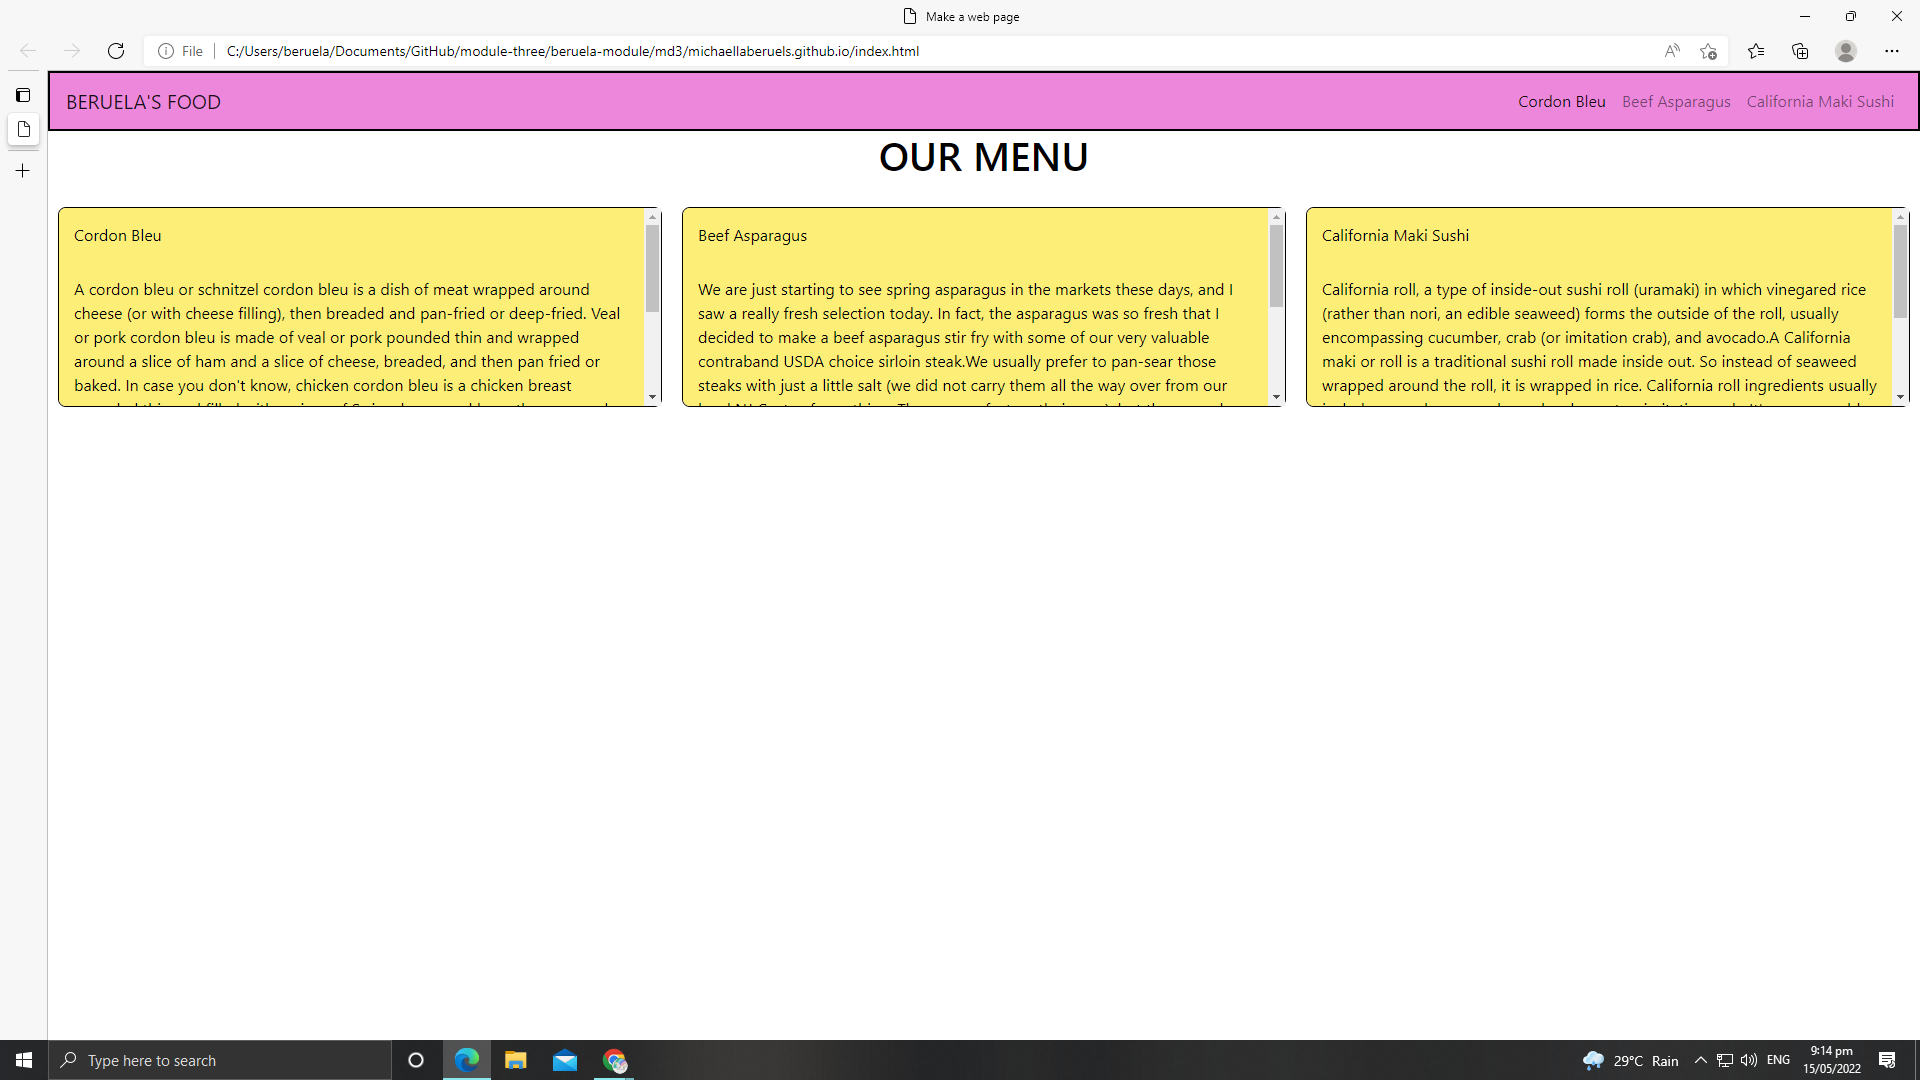 Make a web page
File
C:/Users/beruela/Documents/GitHub/module-three/beruela-module/md3/michaellaberuels.github.io/index.html
BERUELA'S FOOD
Cordon Bleu
Beef Asparagus
California Maki Sushi
OUR MENU
Cordon Bleu
A cordon bleu or schnitzel cordon bleu is a dish of meat wrapped around
cheese (or with cheese filling), then breaded and pan-fried or deep-fried. Veal
or pork cordon bleu is made of veal or pork pounded thin and wrapped
around a slice of ham and a slice of cheese, breaded, and then pan fried or
baked. In case you don't know, chicken cordon bleu is a chicken breast
Beef Asparagus
We are just starting to see spring asparagus in the markets these days, and I
saw a really fresh selection today. In fact, the asparagus was so fresh that I
decided to make a beef asparagus stir fry with some of our very valuable
contraband USDA choice sirloin steak.We usually prefer to pan-sear those
steaks with just a little salt (we did not carry them all the way over from our
California Maki Sushi
California roll, a type of inside-out sushi roll (uramaki) in which vinegared rice
(rather than nori, an edible seaweed) forms the outside of the roll, usually
encompassing cucumber, crab (or imitation crab), and avocado.A California
maki or roll is a traditional sushi roll made inside out. So instead of seaweed
wrapped around the roll, it is wrapped in rice. California roll ingredients usually
Type here to search
29°C Rain
ENG
9:14 pm
15/05/2022